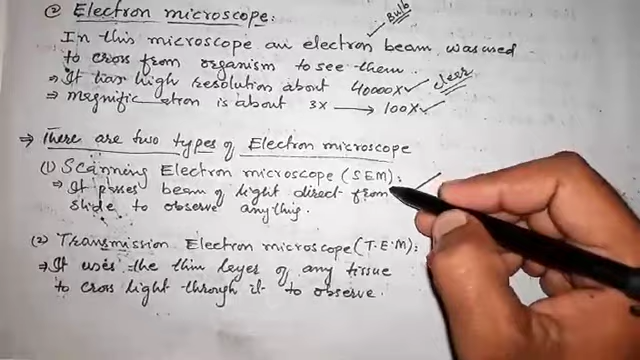 ② Electron microscope:
Bulb
In this microscope an electron beam was used
to cross from organism to see them.
⇒ It has high resolution about 40000X
clear
⇒ magnification is about 3X → 100X
⇒ There are two types of Electron microscope
(1) Scanning Electron microscope (SEM):
⇒ It passes beam of light direct from
slide to observe anything.
(2) Transmission Electron microscope (T.E.M):
⇒ It uses the thin leyer of any tissue
to cross light through it to observe.